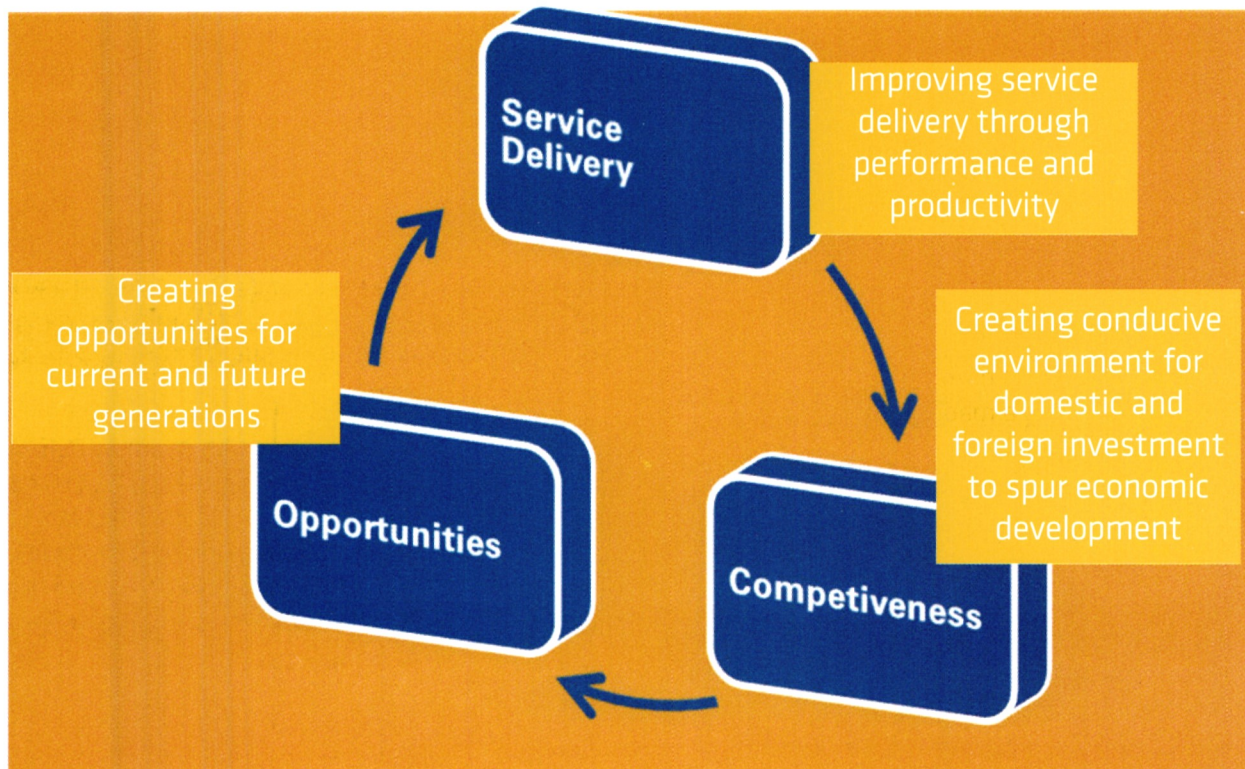 Service
Delivery
Improving service
delivery through
performance and
productivity
Creating conducive
environment for
domestic and
foreign investment
to spur economic
development
Competiveness
Opportunities
Creating
opportunities for
current and future
generations